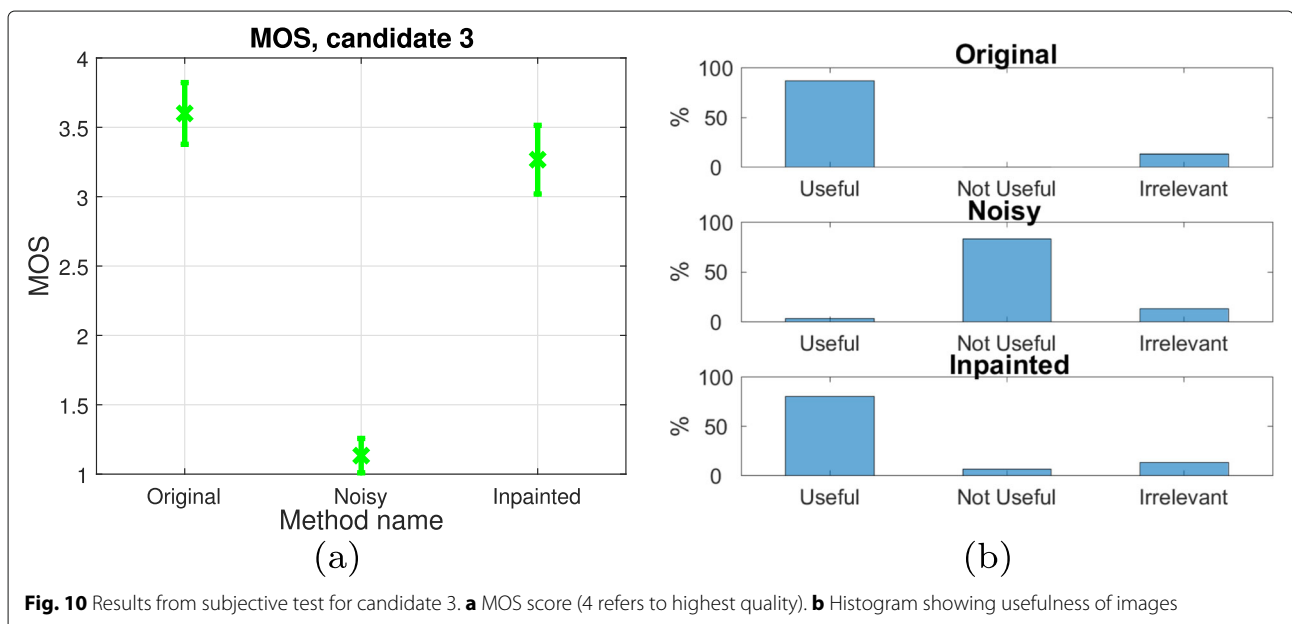 MOS, candidate 3
4
3.5
3
2.5
2
1.5
1
MOS
Original Noisy Inpainted
Method name
(a)
Original
100
50
0
%
Useful Not Useful Irrelevant
Noisy
100
50
0
%
Useful Not Useful Irrelevant
Inpainted
100
50
0
%
Useful Not Useful Irrelevant
(b)
Fig. 10 Results from subjective test for candidate 3. a MOS score (4 refers to highest quality). b Histogram showing usefulness of images